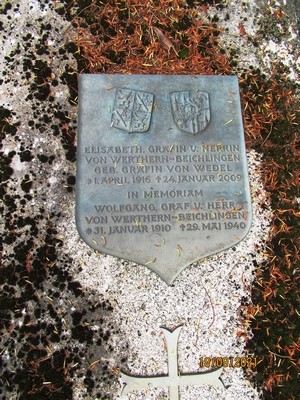 ELISABETH, GRÄFIN U. HERRIN
VON WERTHERN-BEICHLINGEN
GEB. GRÄFIN VON WEDEL
*1. APRIL 1915 †24. JANUAR 2009
IN MEMORIAM
WOLFGANG, GRAF U. HERR
VON WERTHERN-BEICHLINGEN
*31. JANUAR 1910 †29. MAI 1940